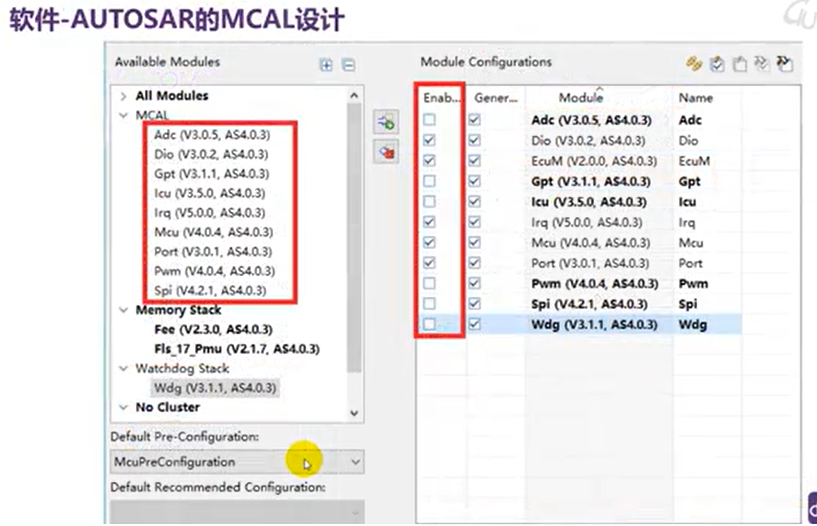 软件-AUTOSAR的MCAL设计
Available Modules
All Modules
MCAL
Adc (V3.0.5, AS4.0.3)
Dio (V3.0.2, AS4.0.3)
Gpt (V3.1.1, AS4.0.3)
Icu (V3.5.0, AS4.0.3)
Irq (V5.0.0, AS4.0.3)
Mcu (V4.0.4, AS4.0.3)
Port (V3.0.1, AS4.0.3)
Pwm (V4.0.4, AS4.0.3)
Spi (V4.2.1, AS4.0.3)
Memory Stack
Fee (V2.3.0, AS4.0.3)
Fls_17_Pmu (V2.1.7, AS4.0.3)
Watchdog Stack
Wdg (V3.1.1, AS4.0.3)
No Cluster
Default Pre-Configuration:
McuPreConfiguration
Default Recommended Configuration:
Module Configurations
Enab... Gener... Module Name
Adc (V3.0.5, AS4.0.3) Adc
Dio (V3.0.2, AS4.0.3) Dio
EcuM (V2.0.0, AS4.0.3) EcuM
Gpt (V3.1.1, AS4.0.3) Gpt
Icu (V3.5.0, AS4.0.3) Icu
Irq (V5.0.0, AS4.0.3) Irq
Mcu (V4.0.4, AS4.0.3) Mcu
Port (V3.0.1, AS4.0.3) Port
Pwm (V4.0.4, AS4.0.3) Pwm
Spi (V4.2.1, AS4.0.3) Spi
Wdg (V3.1.1, AS4.0.3) Wdg